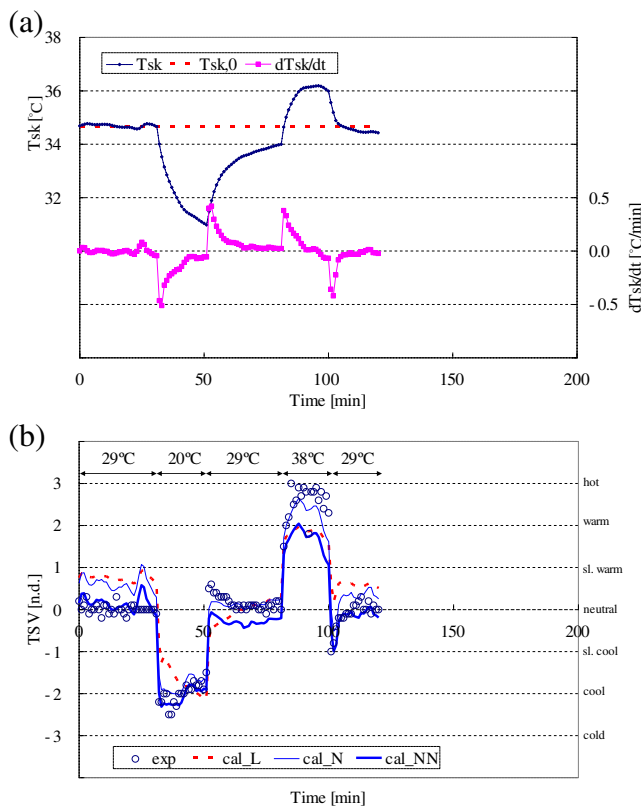 (a)
38
36
34
32
Tsk [℃]
Tsk Tsk,0 dTsk/dt
0.5
0.0
-0.5
dTsk/dt [℃/min]
0 50 100 150 200
Time [min]
(b)
29℃ 20℃ 29℃ 38℃ 29℃
3
2
1
0
-1
-2
-3
TSV [n.d.]
hot
warm
sl. warm
neutral
sl. cool
cool
cold
0 50 100 150 200
exp cal_L cal_N cal_NN
Time [min]